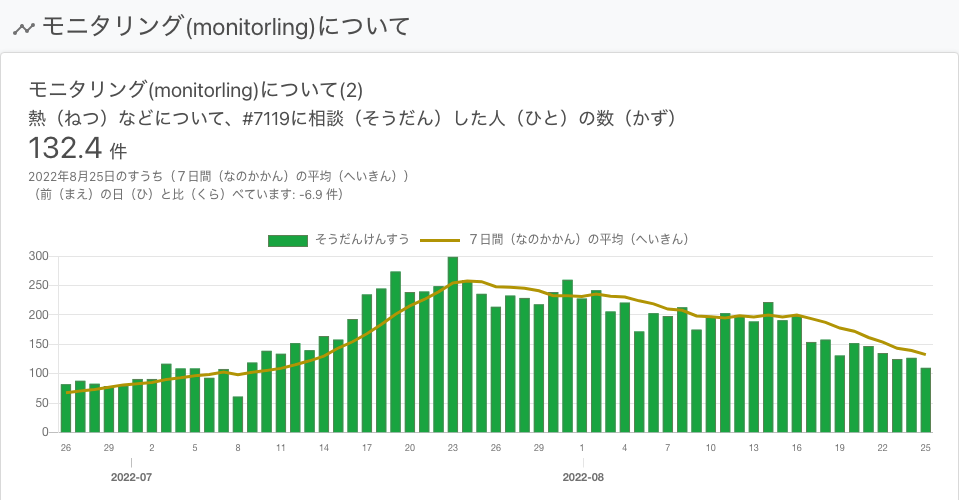 モニタリング(monitorling)について
モニタリング(monitorling)について(2)
熱（ねつ）などについて、#7119に相談（そうだん）した人（ひと）の数（かず）
132.4 件
2022年8月25日のすうち（７日間（なのかかん）の平均（へいきん））
（前（まえ）の日（ひ）と比（くら）べています: -6.9 件）
そうだんけんすう ７日間（なのかかん）の平均（へいきん）
300
250
200
150
100
50
0
26 29 2 5 8 11 14 17 20 23 26 29 1 4 7 10 13 16 19 22 25
2022-07 2022-08